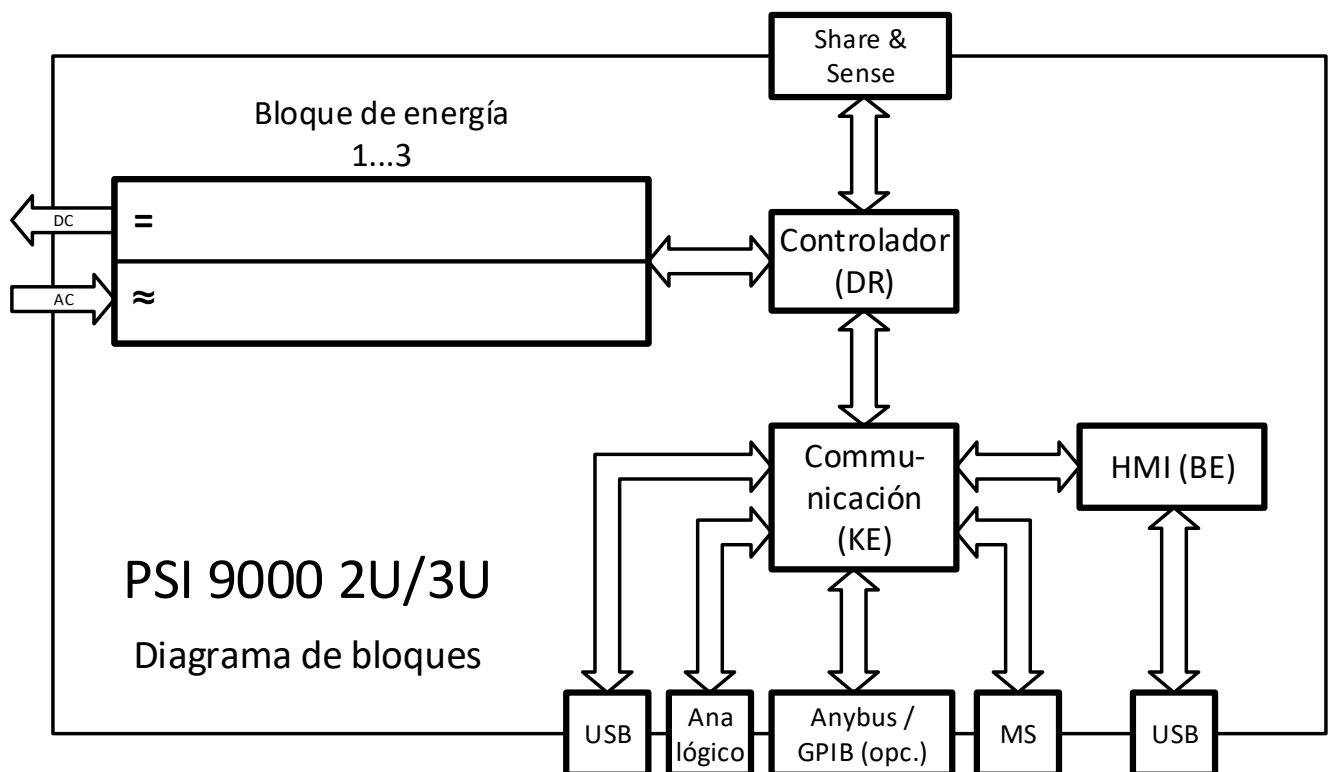 Share &
Sense
Bloque de energía
1...3
DC
=
AC
≈
Controlador
(DR)
Commu-
nicación
(KE)
HMI (BE)
PSI 9000 2U/3U
Diagrama de bloques
USB
Ana
lógico
Anybus /
GPIB (opc.)
MS
USB